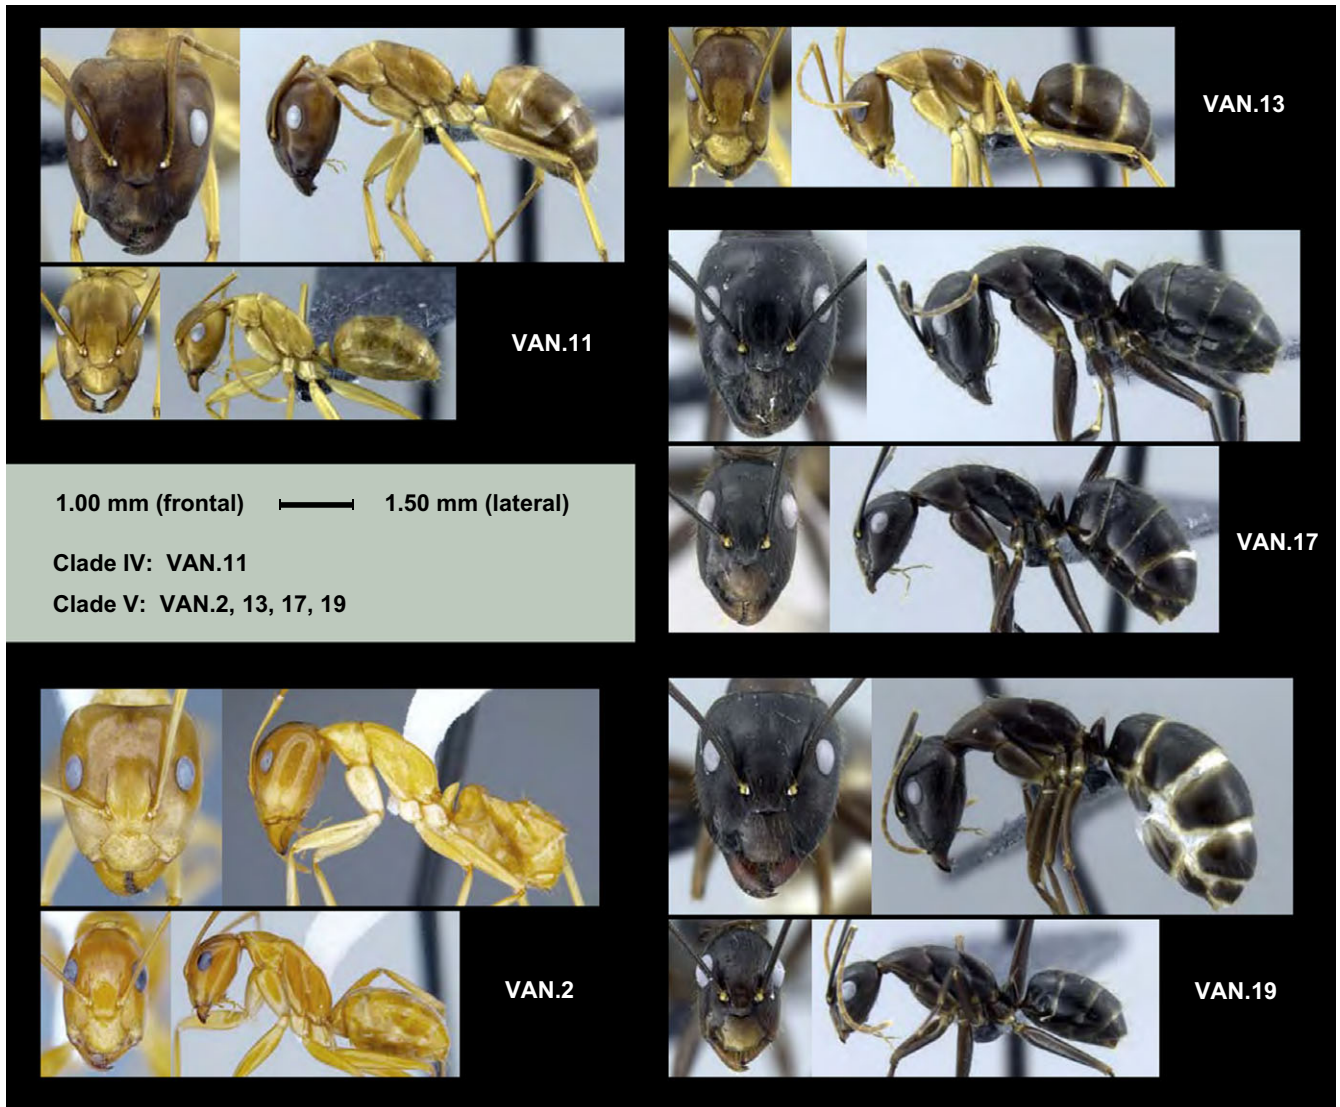 VAN.13
VAN.11
1.00 mm (frontal) 1.50 mm (lateral)
Clade IV: VAN.11
Clade V: VAN.2, 13, 17, 19
VAN.17
VAN.2
VAN.19